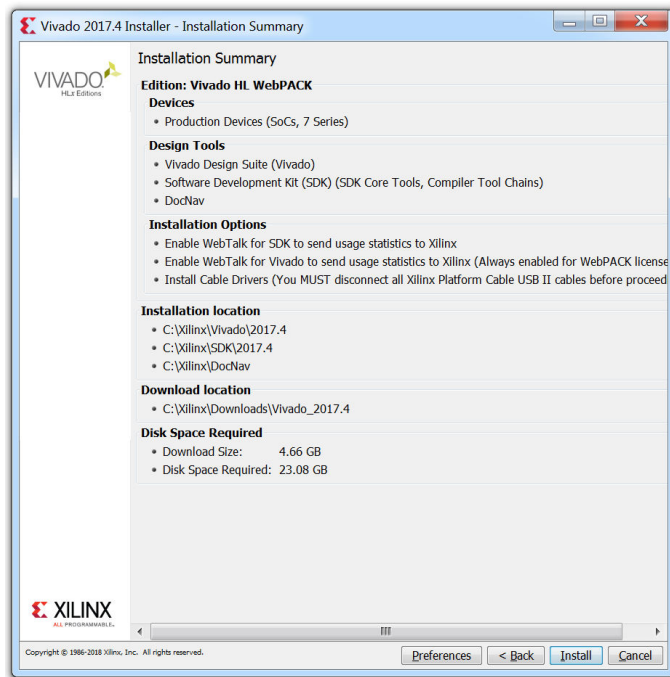 Vivado 2017.4 Installer - Installation Summary
VIVADO
HLx Editions
Installation Summary
Edition: Vivado HL WebPACK
Devices
Production Devices (SoCs, 7 Series)
Design Tools
Vivado Design Suite (Vivado)
Software Development Kit (SDK) (SDK Core Tools, Compiler Tool Chains)
DocNav
Installation Options
Enable WebTalk for SDK to send usage statistics to Xilinx
Enable WebTalk for Vivado to send usage statistics to Xilinx (Always enabled for WebPACK license
Install Cable Drivers (You MUST disconnect all Xilinx Platform Cable USB II cables before proceed
Installation location
C:\Xilinx\Vivado\2017.4
C:\Xilinx\SDK\2017.4
C:\Xilinx\DocNav
Download location
C:\Xilinx\Downloads\Vivado_2017.4
Disk Space Required
Download Size: 4.66 GB
Disk Space Required: 23.08 GB
XILINX
ALL PROGRAMMABLE.
Copyright © 1986-2018 Xilinx, Inc. All rights reserved.
Preferences < Back Install Cancel